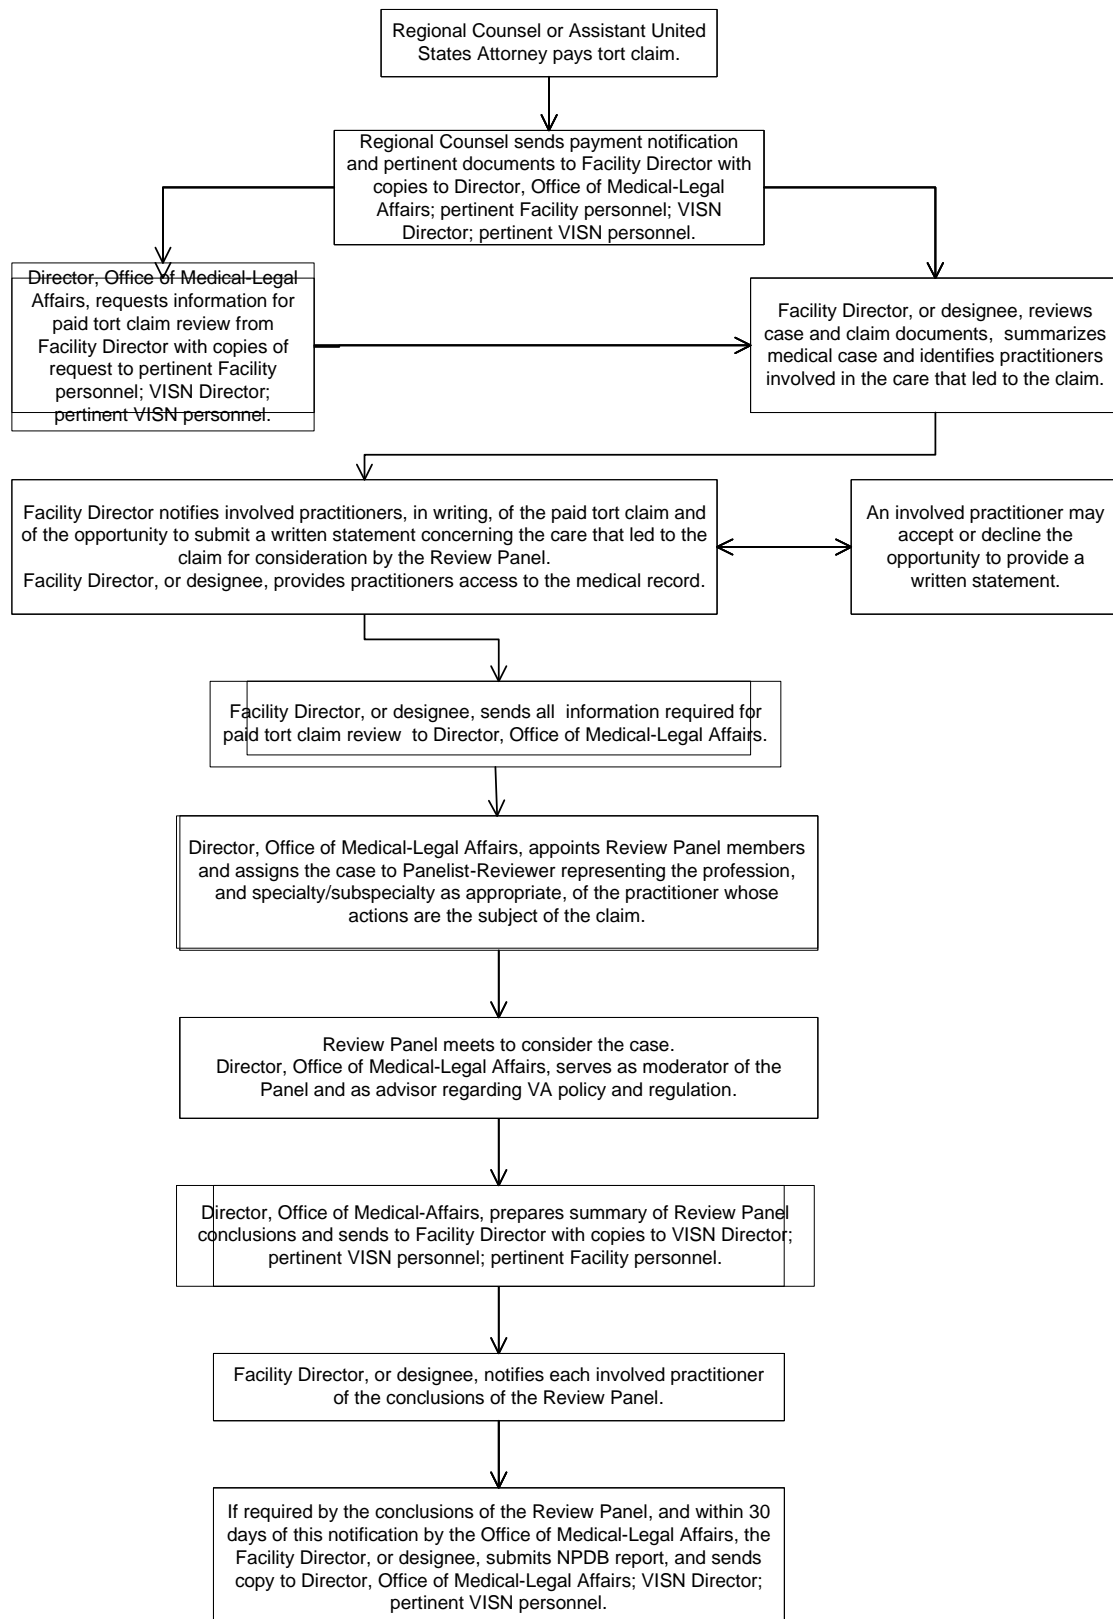 Regional Counsel or Assistant United
States Attorney pays tort claim.
Regional Counsel sends payment notification
and pertinent documents to Facility Director with
copies to Director, Office of Medical-Legal
Affairs; pertinent Facility personnel; VISN
Director; pertinent VISN personnel.
Director, Office of Medical-Legal
Affairs, requests information for
paid tort claim review from
Facility Director with copies of
request to pertinent Facility
personnel; VISN Director;
pertinent VISN personnel.
Facility Director, or designee, reviews
case and claim documents, summarizes
medical case and identifies practitioners
involved in the care that led to the claim.
Facility Director notifies involved practitioners, in writing, of the paid tort claim and
of the opportunity to submit a written statement concerning the care that led to the
claim for consideration by the Review Panel.
Facility Director, or designee, provides practitioners access to the medical record.
An involved practitioner may
accept or decline the
opportunity to provide a
written statement.
Facility Director, or designee, sends all information required for
paid tort claim review to Director, Office of Medical-Legal Affairs.
Director, Office of Medical-Legal Affairs, appoints Review Panel members
and assigns the case to Panelist-Reviewer representing the profession,
and specialty/subspecialty as appropriate, of the practitioner whose
actions are the subject of the claim.
Review Panel meets to consider the case.
Director, Office of Medical-Legal Affairs, serves as moderator of the
Panel and as advisor regarding VA policy and regulation.
Director, Office of Medical-Affairs, prepares summary of Review Panel
conclusions and sends to Facility Director with copies to VISN Director;
pertinent VISN personnel; pertinent Facility personnel.
Facility Director, or designee, notifies each involved practitioner
of the conclusions of the Review Panel.
If required by the conclusions of the Review Panel, and within 30
days of this notification by the Office of Medical-Legal Affairs, the
Facility Director, or designee, submits NPDB report, and sends
copy to Director, Office of Medical-Legal Affairs; VISN Director;
pertinent VISN personnel.